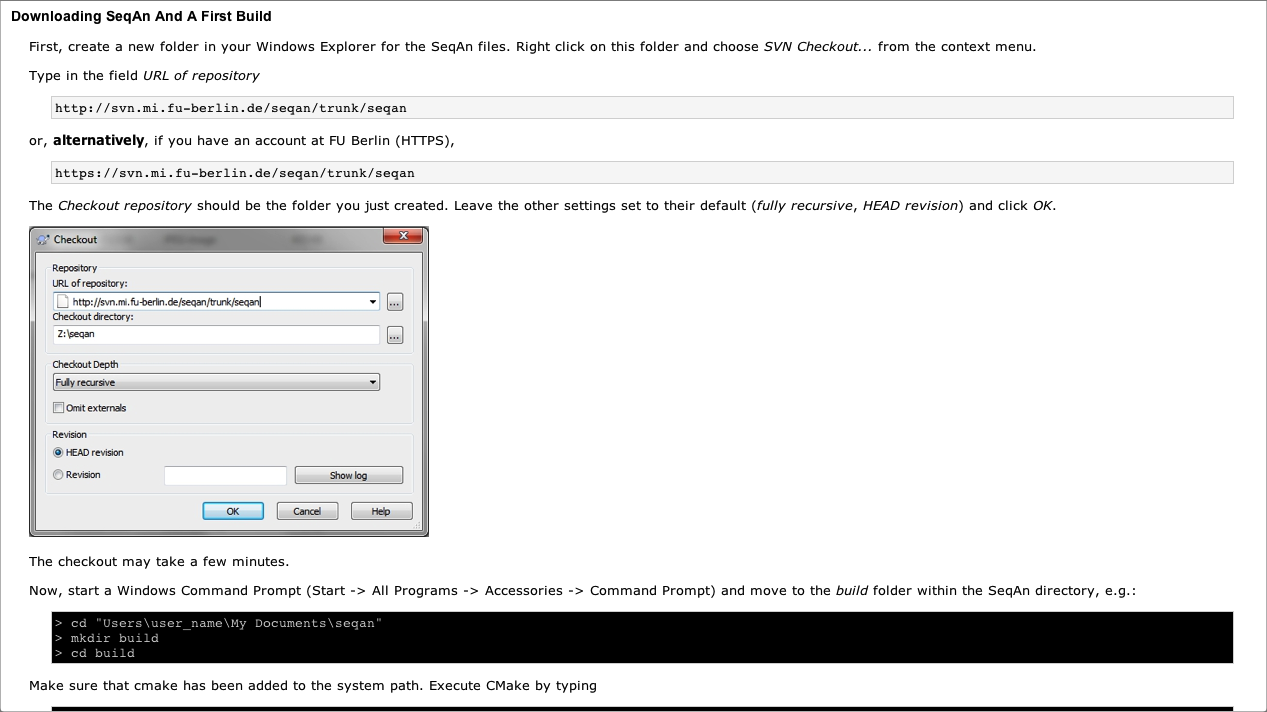 Downloading SeqAn And A First Build
First, create a new folder in your Windows Explorer for the SeqAn files. Right click on this folder and choose SVN Checkout... from the context menu.
Type in the field URL of repository
http://svn.mi.fu-berlin.de/seqan/trunk/seqan
or, alternatively, if you have an account at FU Berlin (HTTPS),
https://svn.mi.fu-berlin.de/seqan/trunk/seqan
The Checkout repository should be the folder you just created. Leave the other settings set to their default (fully recursive, HEAD revision) and click OK.
Checkout
Repository
URL of repository:
http://svn.mi.fu-berlin.de/seqan/trunk/seqan
...
Checkout directory:
Z:\seqan
...
Checkout Depth
Fully recursive
Omit externals
Revision
HEAD revision
Revision
Show log
OK Cancel Help
The checkout may take a few minutes.
Now, start a Windows Command Prompt (Start -> All Programs -> Accessories -> Command Prompt) and move to the build folder within the SeqAn directory, e.g.:
> cd "Users\user_name\My Documents\seqan"
> mkdir build
> cd build
Make sure that cmake has been added to the system path. Execute CMake by typing